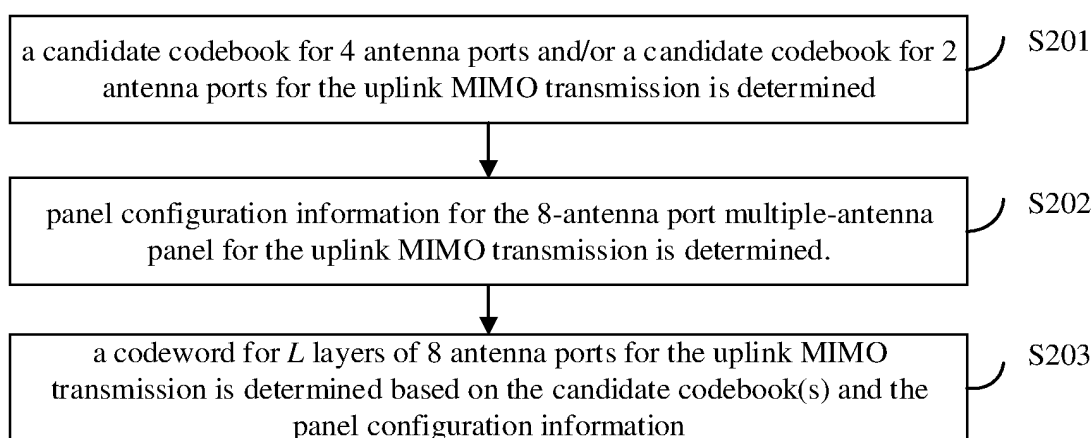 a candidate codebook for 4 antenna ports and/or a candidate codebook for 2
antenna ports for the uplink MIMO transmission is determined
S201
panel configuration information for the 8-antenna port multiple-antenna
panel for the uplink MIMO transmission is determined.
S202
a codeword for L layers of 8 antenna ports for the uplink MIMO
transmission is determined based on the candidate codebook(s) and the
panel configuration information
S203